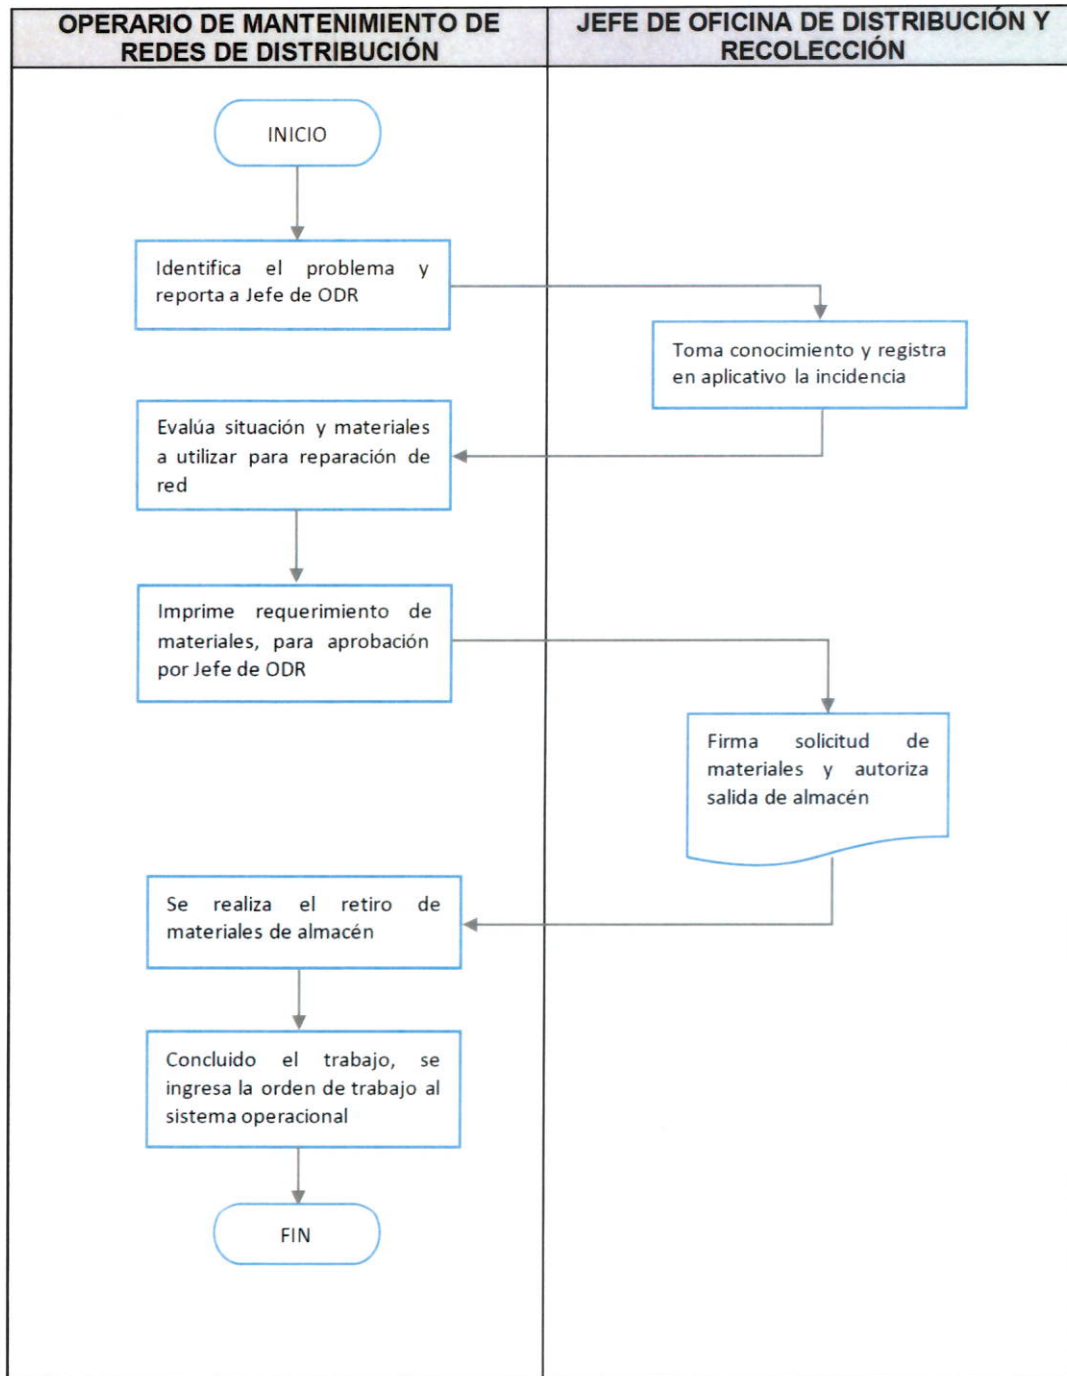 OPERARIO DE MANTENIMIENTO DE
REDES DE DISTRIBUCIÓN
JEFE DE OFICINA DE DISTRIBUCIÓN Y
RECOLECCIÓN
INICIO
Identifica el problema y
reporta a Jefe de ODR
Toma conocimiento y registra
en aplicativo la incidencia
Evalúa situación y materiales
a utilizar para reparación de
red
Imprime requerimiento de
materiales, para aprobación
por Jefe de ODR
Firma solicitud de
materiales y autoriza
salida de almacén
Se realiza el retiro de
materiales de almacén
Concluido el trabajo, se
ingresa la orden de trabajo al
sistema operacional
FIN